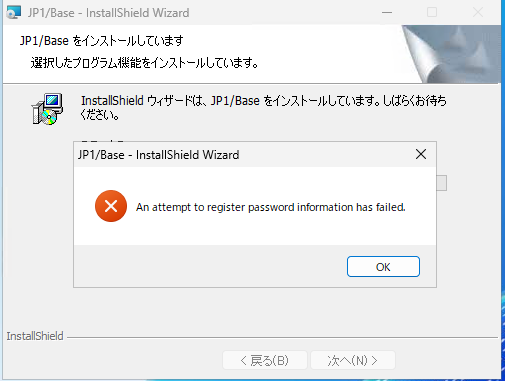 JP1/Base - InstallShield Wizard
JP1/Base をインストールしています
選択したプログラム機能をインストールしています。
InstallShield ウィザードは、JP1/Base をインストールしています。しばらくお待ち
ください。
JP1/Base - InstallShield Wizard
An attempt to register password information has failed.
OK
InstallShield
< 戻る(B)
次へ(N) >